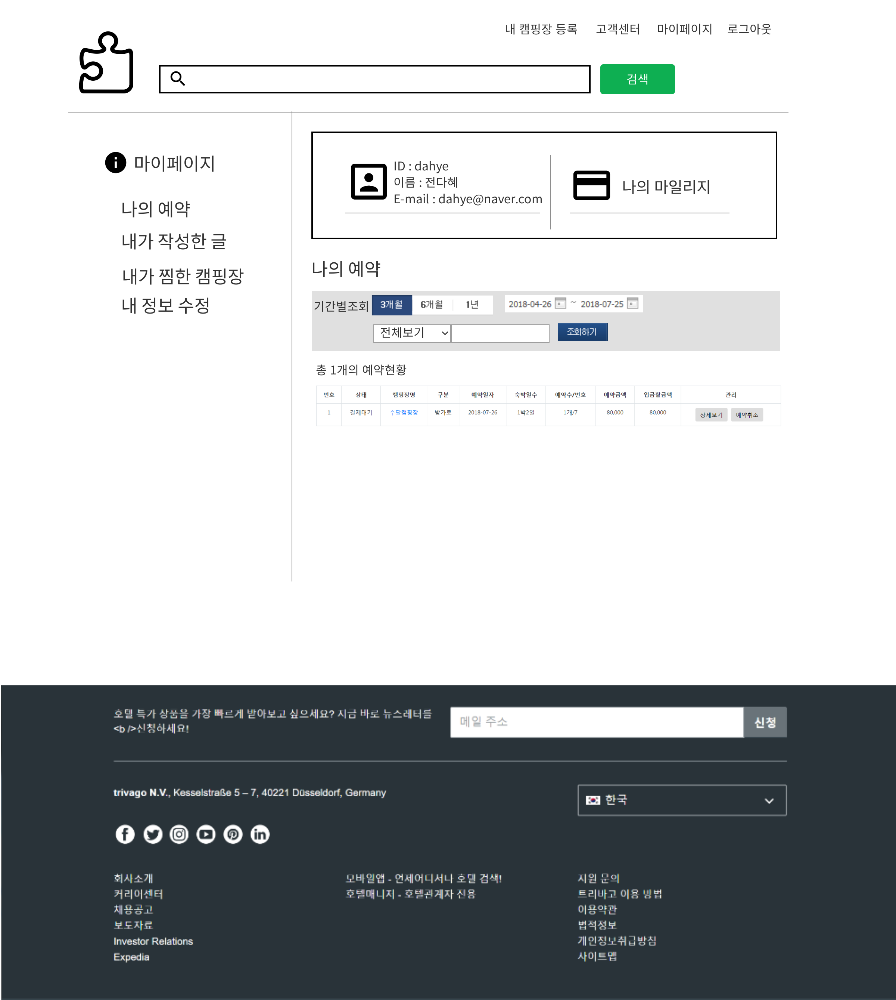 내 캠핑장 등록 고객센터 마이페이지 로그아웃
검색
마이페이지
나의 예약
내가 작성한 글
내가 찜한 캠핑장
내 정보 수정
ID : dahye
이름 : 전다혜
E-mail : dahye@naver.com
나의 마일리지
나의 예약
기간별조회 3개월 6개월 1년 2018-04-26 ~ 2018-07-25
전체보기 조회하기
총 1개의 예약현황
번호 상태 캠핑장명 구분 예약일자 숙박일수 예약수/번호 예약금액 입금할금액 관리
1 결제대기 수달캠핑장 방가로 2018-07-26 1박2일 1개/7 80,000 80,000 상세보기 예약취소
호텔 특가 상품을 가장 빠르게 받아보고 싶으세요? 지금 바로 뉴스레터를
<b />신청하세요!
메일 주소 신청
trivago N.V., Kesselstraße 5 – 7, 40221 Düsseldorf, Germany
한국
회사소개
커리어센터
채용공고
보도자료
Investor Relations
Expedia
모바일앱 - 언제어디서나 호텔 검색!
호텔매니저 - 호텔관계자 전용
지원 문의
트리바고 이용 방법
이용약관
법적정보
개인정보취급방침
사이트맵